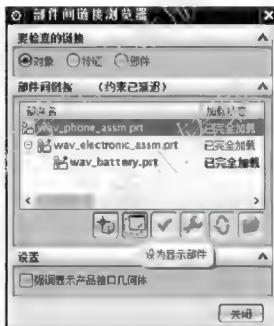 部件间链接浏览器
要检查的链接
对象 特征 部件
部件间链接 （约束已延迟）
部件名 加载状态
wav_phone_assm.prt 已完全加载
wav_electronic_assm.prt 已完全加载
wav_battery.prt 已完全加载
设为显示部件
设置
强调显示产品接口几何体
关闭